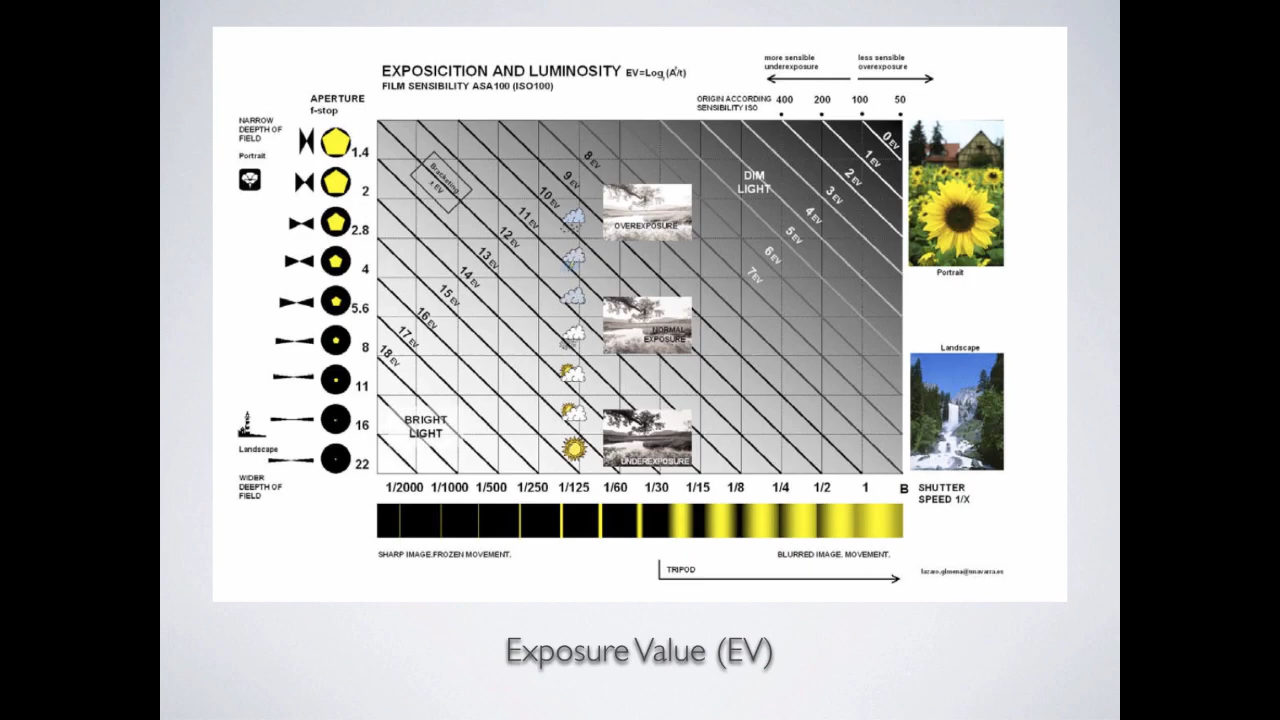 EXPOSICITION AND LUMINOSITY EV=Log₂(A²/t)
FILM SENSIBILITY ASA100 (ISO100)
more sensible
underexposure
less sensible
overexposure
ORIGIN ACCORDING
SENSIBILITY ISO
400 200 100 50
APERTURE
f-stop
NARROW
DEEPTH OF
FIELD
Portrait
1.4
2
2.8
4
5.6
8
11
16
22
Landscape
WIDER
DEEPTH OF
FIELD
Bracketing
± EV
0 EV
1 EV
2 EV
3 EV
4 EV
5 EV
6 EV
7 EV
8 EV
9 EV
10 EV
11 EV
12 EV
13 EV
14 EV
15 EV
16 EV
17 EV
18 EV
DIM
LIGHT
BRIGHT
LIGHT
OVEREXPOSURE
NORMAL
EXPOSURE
UNDEREXPOSURE
Portrait
Landscape
1/2000 1/1000 1/500 1/250 1/125 1/60 1/30 1/15 1/8 1/4 1/2 1 B
SHUTTER
SPEED 1/X
SHARP IMAGE.FROZEN MOVEMENT.
BLURRED IMAGE. MOVEMENT.
TRIPOD
Exposure Value (EV)